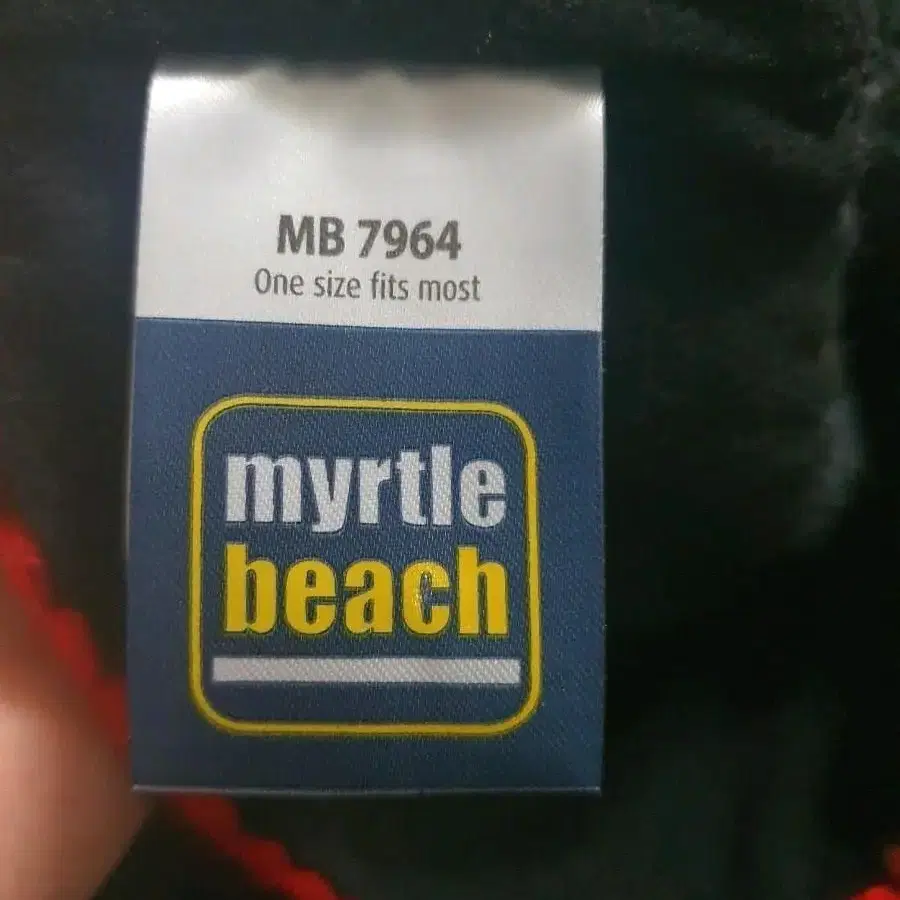 MB 7964
One size fits most
myrtle
beach